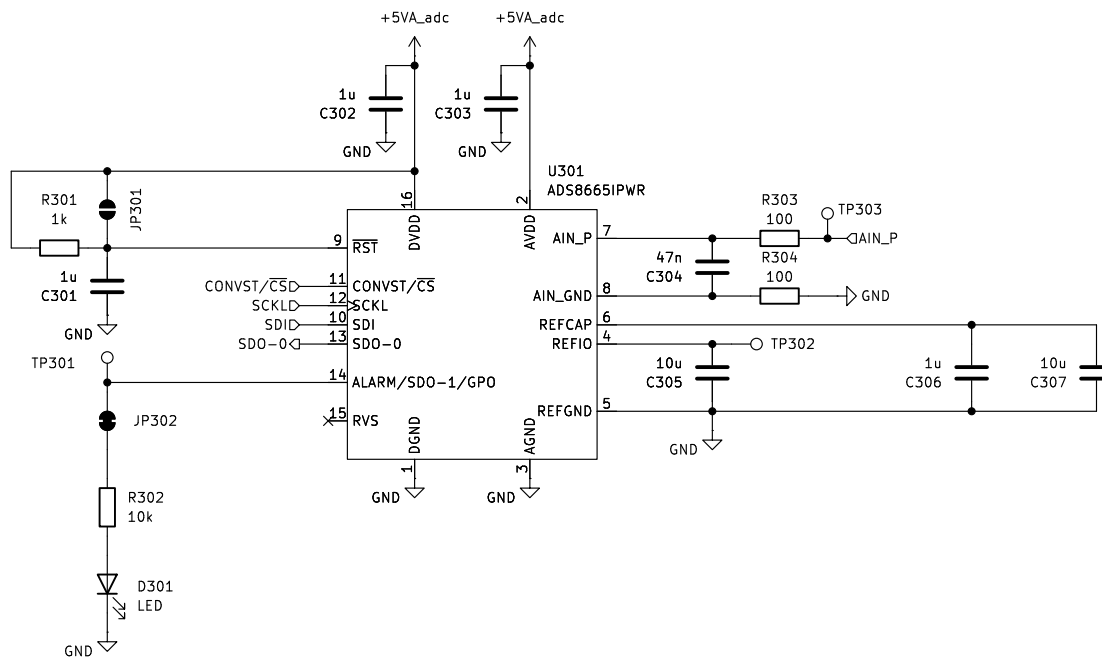 +5VA_adc
+5VA_adc
1u
C302
1u
C303
GND
GND
U301
ADS8665IPWR
R301
1k
JP301
16
DVDD
2
AVDD
R303
100
TP303
9
RST
AIN_P
7
AIN_P
1u
C301
47n
C304
R304
100
CONVST/CS
11
CONVST/CS
SCKL
12
SCKL
AIN_GND
8
GND
SDI
10
SDI
GND
REFCAP
6
SDO-0
13
SDO-0
REFIO
4
TP302
TP301
10u
C305
1u
C306
10u
C307
14
ALARM/SDO-1/GPO
JP302
15
RVS
REFGND
5
DGND
1
AGND
3
GND
GND
GND
R302
10k
D301
LED
GND